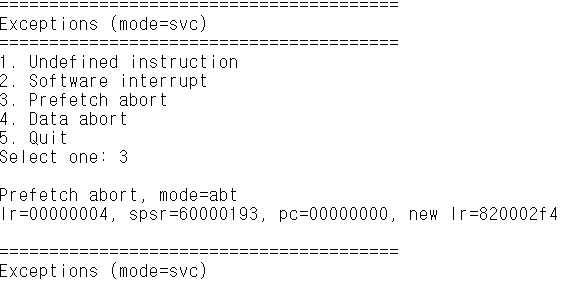 ========================================
Exceptions (mode=svc)
========================================
1. Undefined instruction
2. Software interrupt
3. Prefetch abort
4. Data abort
5. Quit
Select one: 3
Prefetch abort, mode=abt
lr=00000004, spsr=60000193, pc=00000000, new lr=820002f4
========================================
Exceptions (mode=svc)